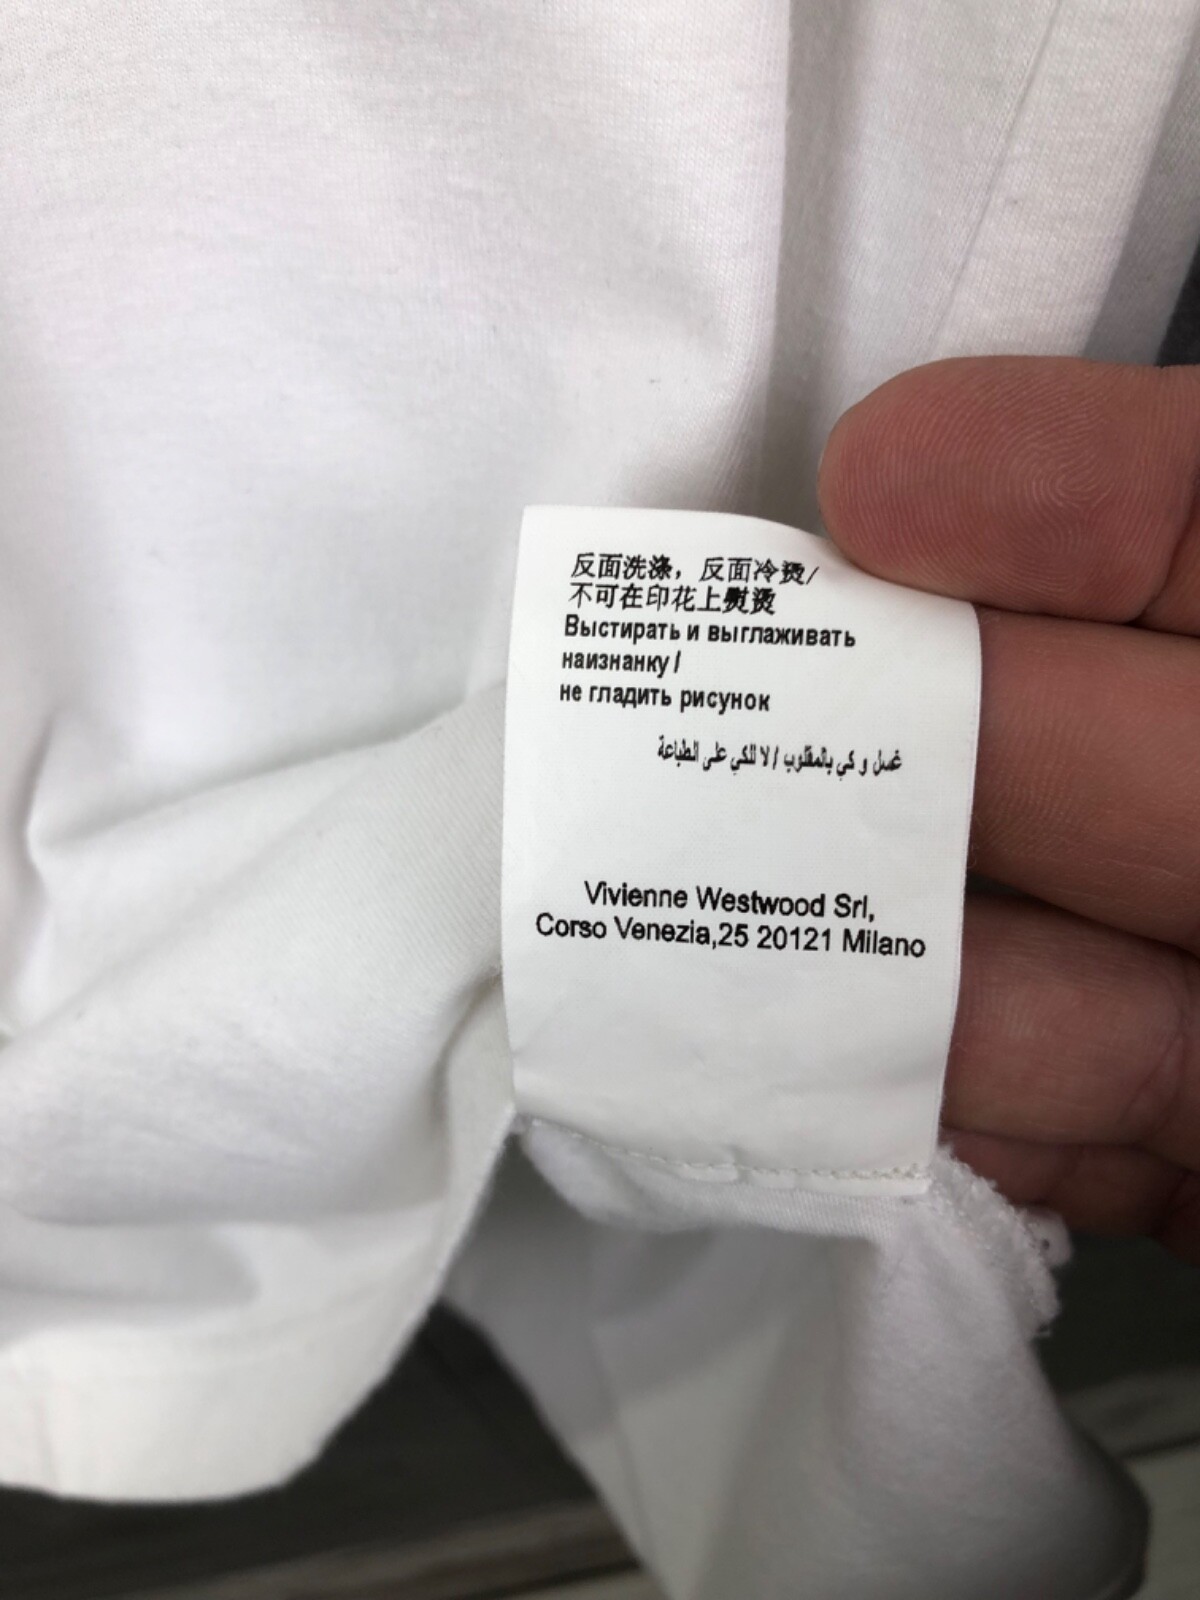 反面洗涤，反面冷烫/
不可在印花上熨烫
Выстирать и выглаживать
наизнанку /
не гладить рисунок
غسل و كي بالمقلوب / لا للكي على الطباعة
Vivienne Westwood Srl,
Corso Venezia,25 20121 Milano